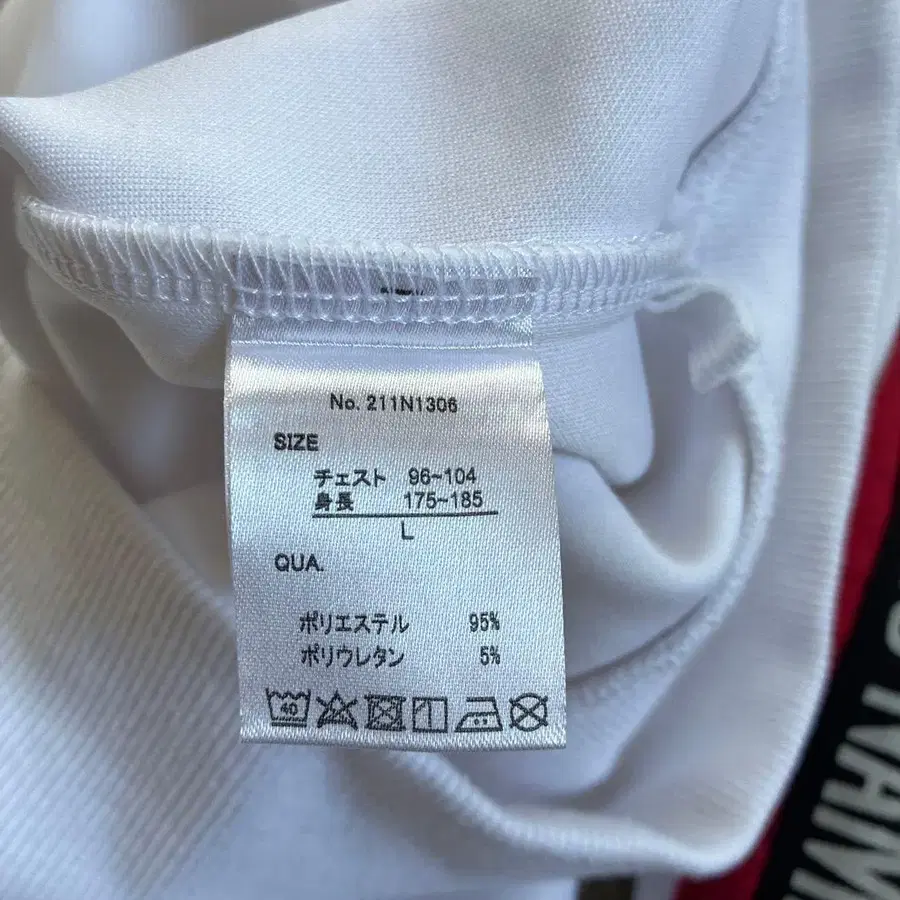 No. 211N1306
SIZE
チェスト 96~104
身長 175~185
L
QUA.
ポリエステル 95%
ポリウレタン 5%
40